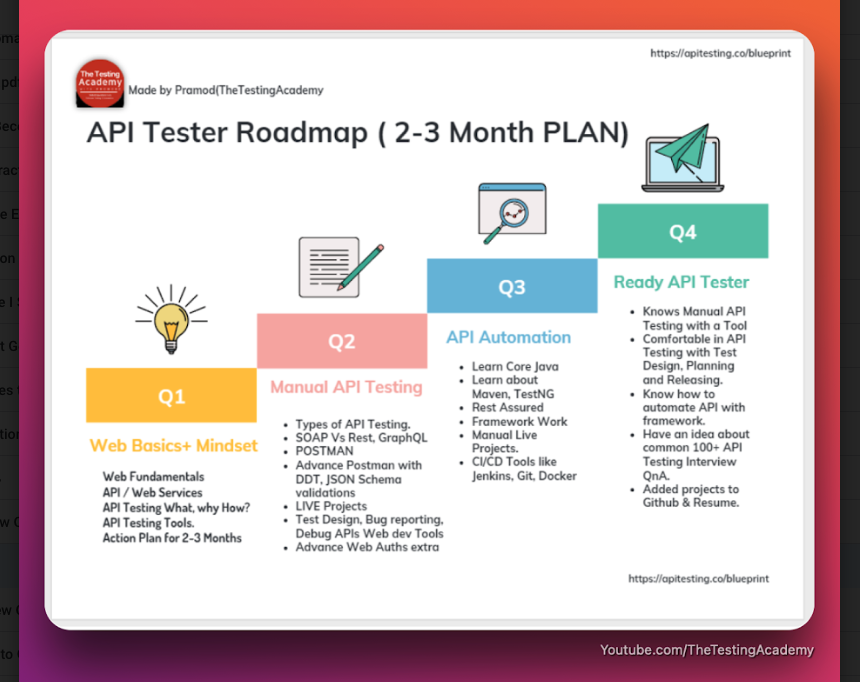 https://apitesting.co/blueprint
The Testing
Academy
Made by Pramod(TheTestingAcademy
API Tester Roadmap ( 2-3 Month PLAN)
Q1
Web Basics+ Mindset
Web Fundamentals
API / Web Services
API Testing What, why How?
API Testing Tools.
Action Plan for 2-3 Months
Q2
Manual API Testing
Types of API Testing.
SOAP Vs Rest, GraphQL
POSTMAN
Advance Postman with
DDT, JSON Schema
validations
LIVE Projects
Test Design, Bug reporting,
Debug APIs Web dev Tools
Advance Web Auths extra
Q3
API Automation
Learn Core Java
Learn about
Maven, TestNG
Rest Assured
Framework Work
Manual Live
Projects.
CI/CD Tools like
Jenkins, Git, Docker
Q4
Ready API Tester
Knows Manual API
Testing with a Tool
Comfortable in API
Testing with Test
Design, Planning
and Releasing.
Know how to
automate API with
framework.
Have an idea about
common 100+ API
Testing Interview
QnA.
Added projects to
Github & Resume.
https://apitesting.co/blueprint
Youtube.com/TheTestingAcademy